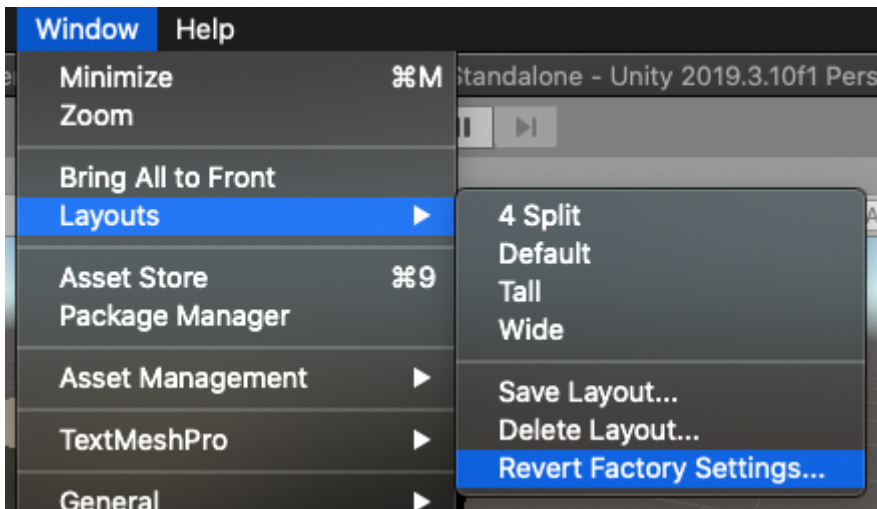 Window Help
Minimize ⌘M
Standalone - Unity 2019.3.10f1 Pers
Zoom
Bring All to Front
Layouts
Asset Store ⌘9
Package Manager
Asset Management
TextMeshPro
General
4 Split
Default
Tall
Wide
Save Layout...
Delete Layout...
Revert Factory Settings...